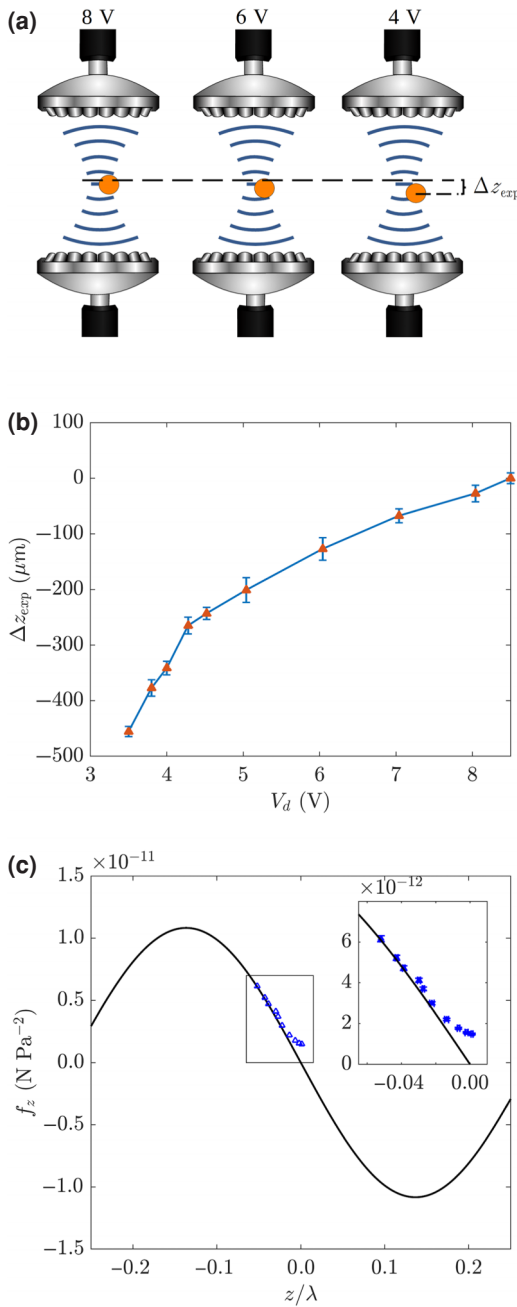 (a)
8 V 6 V 4 V
Δz_exp
(b)
100
0
−100
−200
−300
−400
−500
3 4 5 6 7 8
Δz_exp (μm)
V_d (V)
(c)
×10⁻¹¹
1.5
1.0
0.5
0.0
−0.5
−1.0
−1.5
−0.2 −0.1 0.0 0.1 0.2
f_z (N Pa⁻²)
z/λ
×10⁻¹²
6
4
2
0
−0.04 0.00